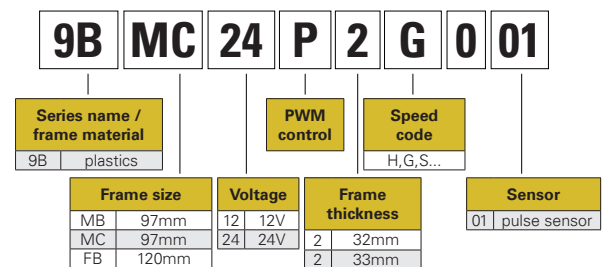 9B MC 24 P 2 G 0 01
Series name /
frame material
9B plastics
PWM
control
Speed
code
H,G,S...
Frame size
MB 97mm
MC 97mm
FB 120mm
Voltage
12 12V
24 24V
Frame
thickness
2 32mm
2 33mm
Sensor
01 pulse sensor